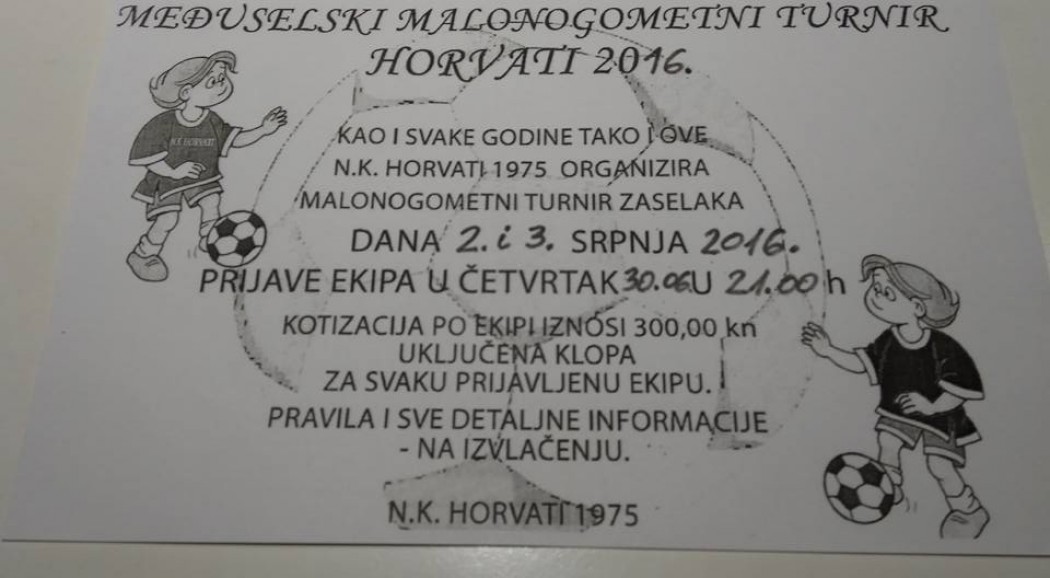 MEĐUSELSKI MALONOGOMETNI TURNIR
HORVATI 2016.
N.K HORVATI
KAO I SVAKE GODINE TAKO I OVE
N.K. HORVATI 1975 ORGANIZIRA
MALONOGOMETNI TURNIR ZASELAKA
DANA 2. i 3. SRPNJA 2016.
PRIJAVE EKIPA U ČETVRTAK 30.06. U 21.00 h
KOTIZACIJA PO EKIPI IZNOSI 300,00 kn
UKLJUČENA KLOPA
ZA SVAKU PRIJAVLJENU EKIPU.
PRAVILA I SVE DETALJNE INFORMACIJE
- NA IZVLAČENJU.
N.K. HORVATI 1975